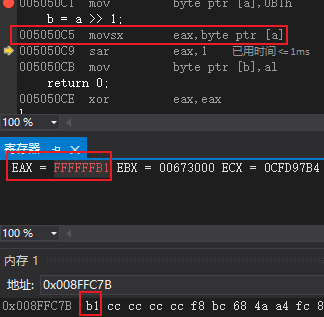 005050C1 mov byte ptr [a],0B1h
b = a >> 1;
005050C5 movsx eax,byte ptr [a]
005050C9 sar eax,1 已用时间<=1ms
005050CB mov byte ptr [b],al
return 0;
005050CE xor eax,eax
100 %
寄存器
EAX = FFFFFFB1 EBX = 00673000 ECX = 0CFD97B4
100 %
内存 1
地址: 0x008FFC7B
0x008FFC7B b1 cc cc cc cc f8 bc 68 4a a4 fc 8